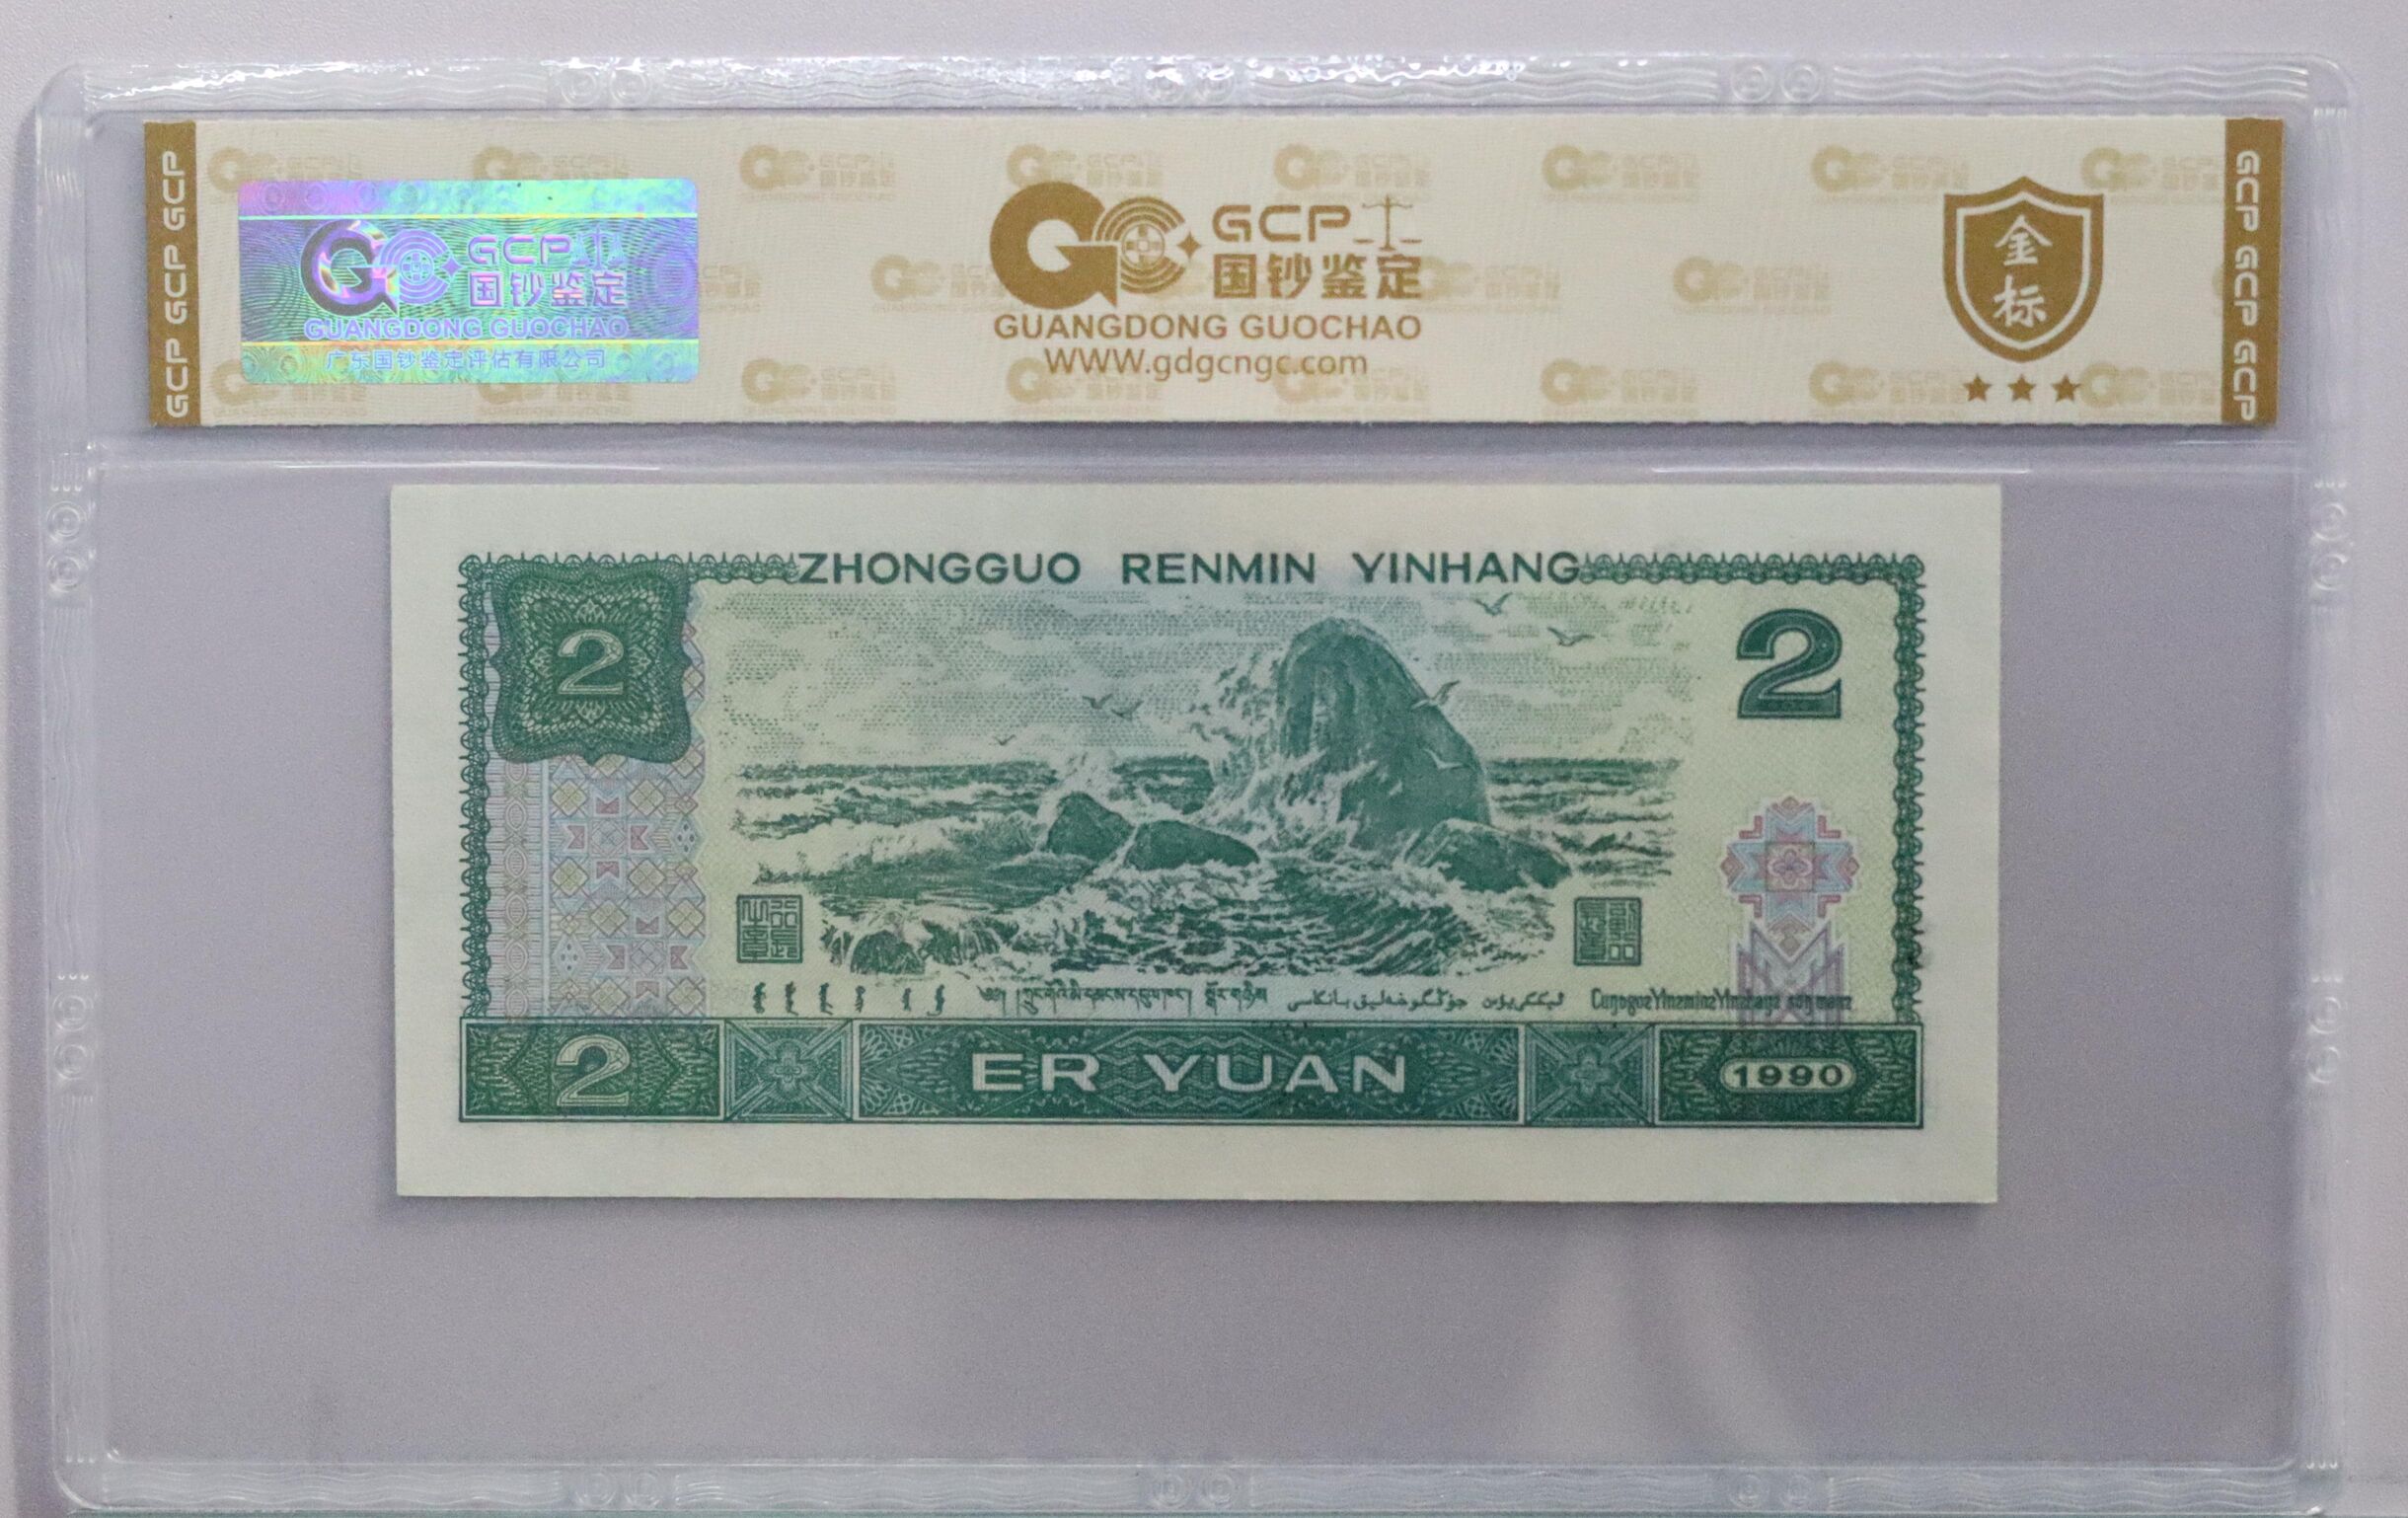 GCP GCP GCP
GCP
国钞鉴定
GUANGDONG GUOCHAO
广东国钞鉴定评估有限公司
GCP
国钞鉴定
GUANGDONG GUOCHAO
WWW.gdgcngc.com
金
标
GCP GCP GCP
ZHONGGUO RENMIN YINHANG
2
2
2
ER YUAN
1990